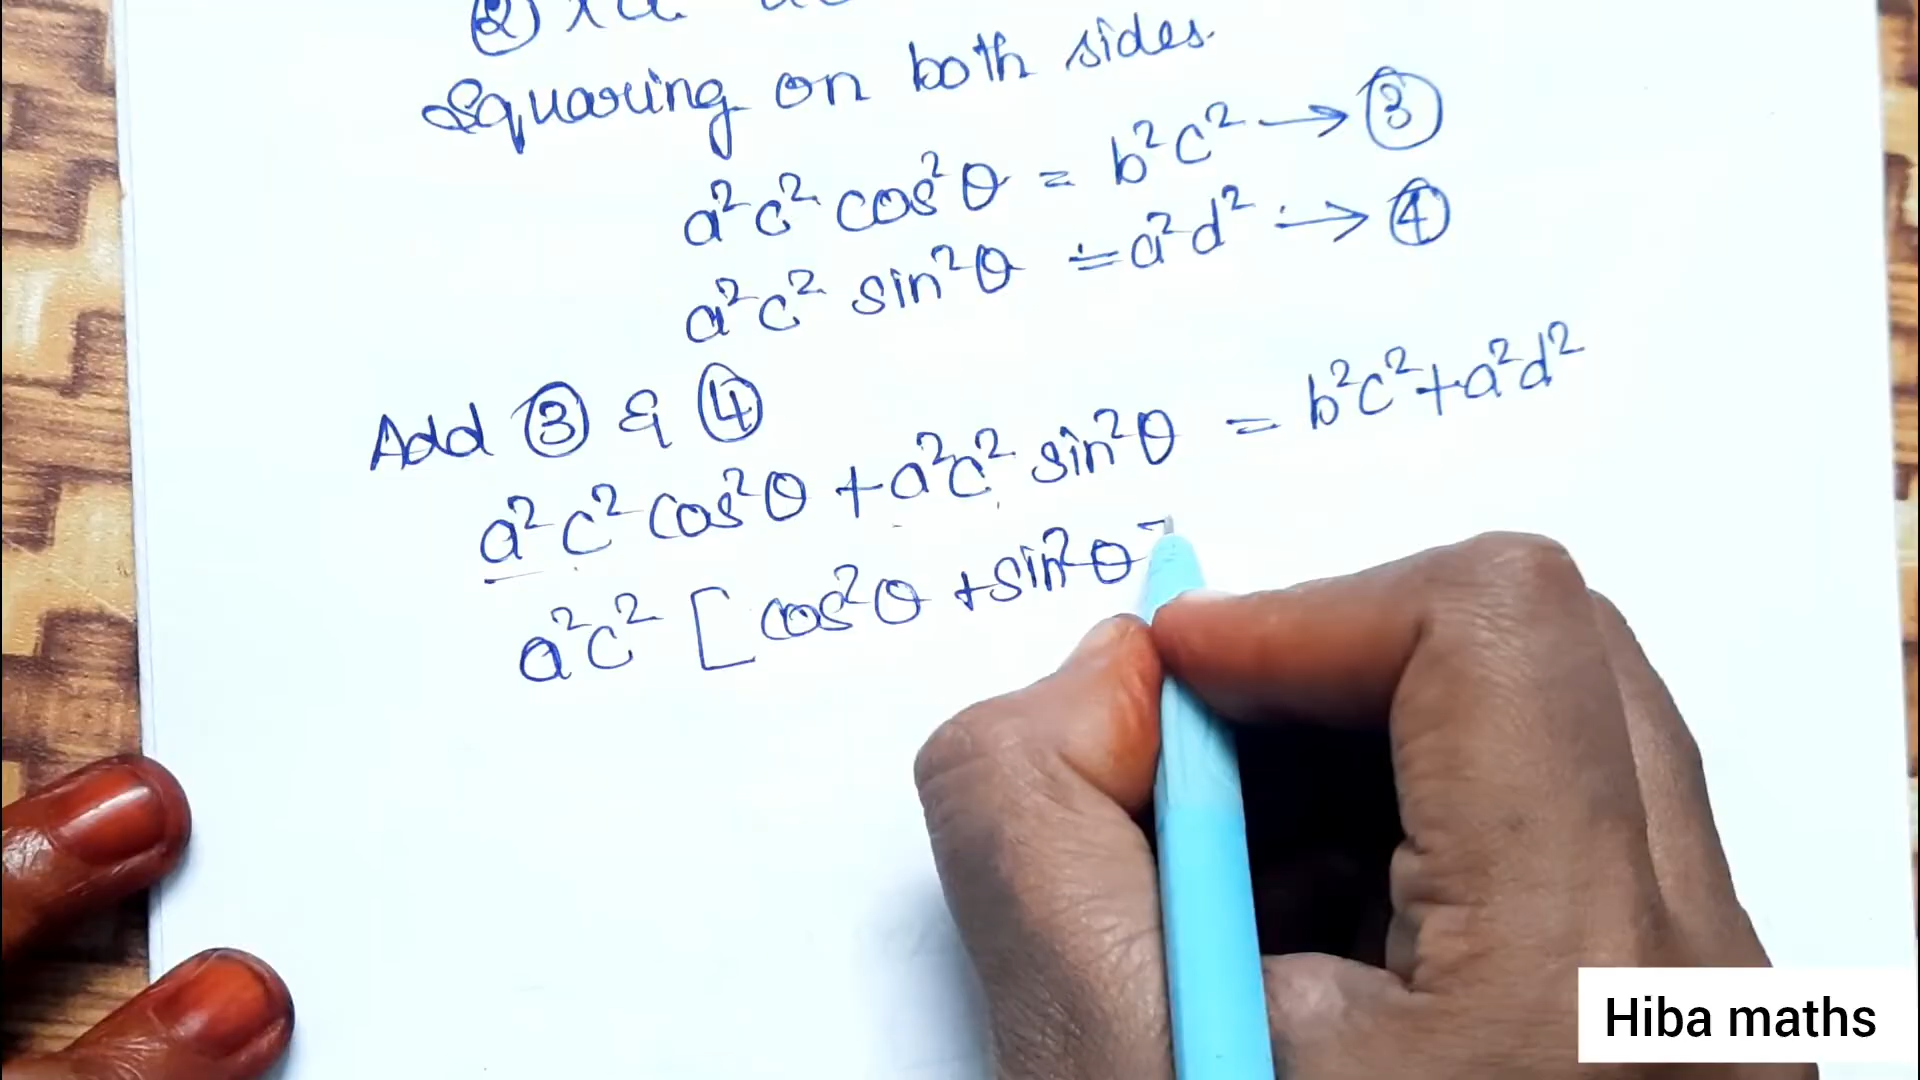 ②
Squaring on both sides.
a²c² cos²θ = b²c² → ③
a²c² sin²θ = a²d² → ④
Add ③ & ④
a²c² cos²θ + a²c² sin²θ = b²c² + a²d²
a²c² [cos²θ + sin²θ
Hiba maths